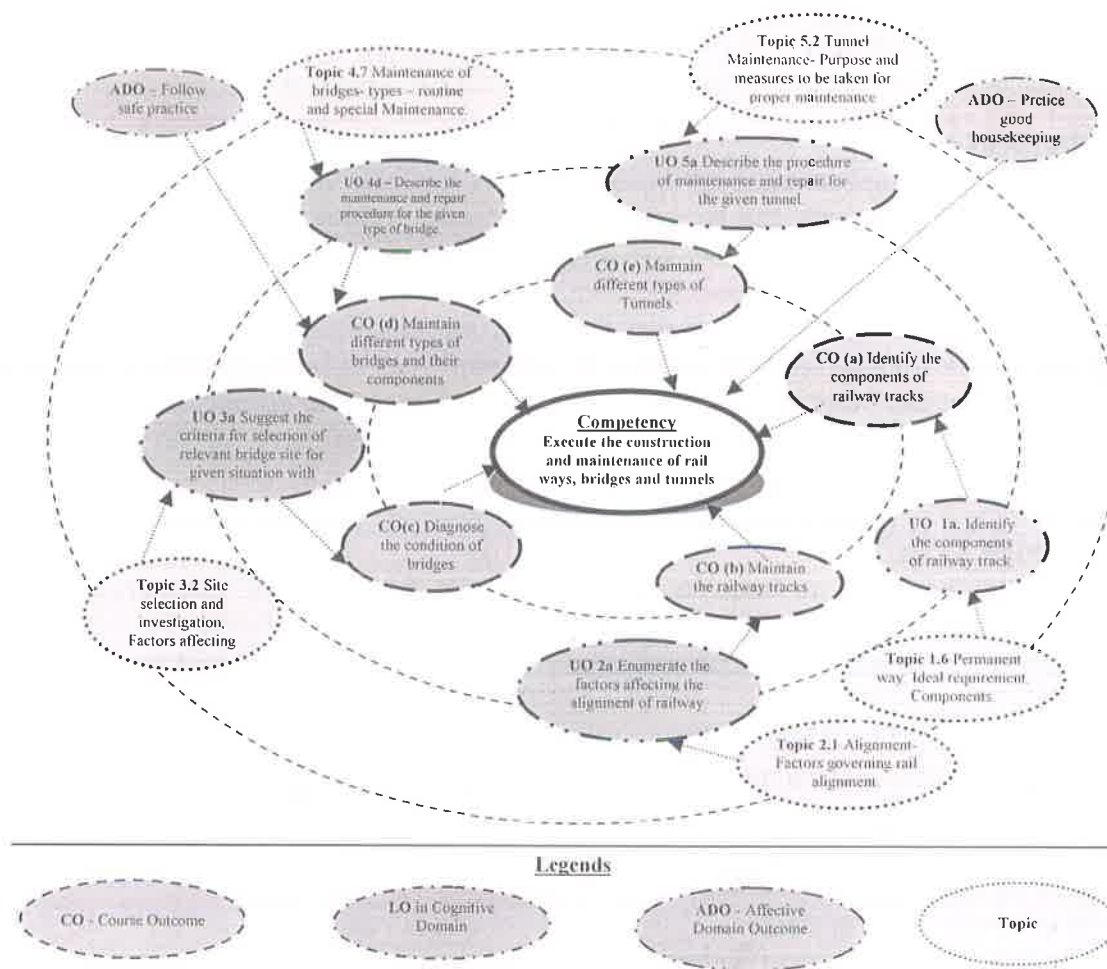 Topic 5.2 Tunnel
Maintenance- Purpose and
measures to be taken for
proper maintenance
Topic 4.7 Maintenance of
bridges- types – routine
and special Maintenance.
ADO – Follow
safe practice
ADO – Pretice
good
housekeeping
UO 5a Describe the procedure
of maintenance and repair for
the given tunnel.
UO 4d – Describe the
maintenance and repair
procedure for the given
type of bridge.
CO (e) Maintain
different types of
Tunnels
CO (d) Maintain
different types of
bridges and their
components
CO (a) Identify the
components of
railway tracks
UO 3a Suggest the
criteria for selection of
relevant bridge site for
given situation with
Competency
Execute the construction
and maintenance of rail
ways, bridges and tunnels
CO(c) Diagnose
the condition of
bridges
UO 1a. Identify
the components
of railway track.
CO (b) Maintain
the railway tracks
Topic 3.2 Site
selection and
investigation,
Factors affecting
UO 2a Enumerate the
factors affecting the
alignment of railway
Topic 1.6 Permanent
way: Ideal requirement,
Components.
Topic 2.1 Alignment-
Factors governing rail
alignment.
Legends
CO - Course Outcome
LO in Cognitive
Domain
ADO - Affective
Domain Outcome
Topic